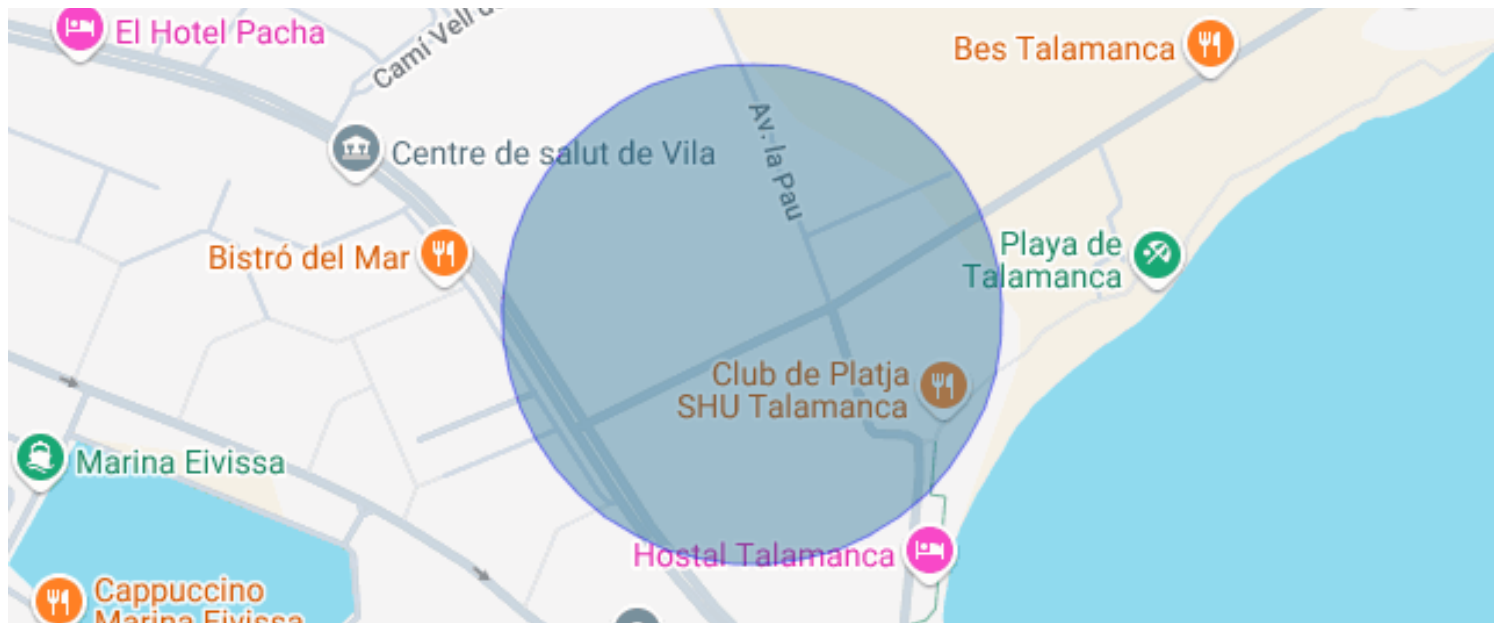 El Hotel Pacha
Camí Vell de
Bes Talamanca
Av. la Pau
Centre de salut de Vila
Bistró del Mar
Playa de
Talamanca
Club de Platja
SHU Talamanca
Marina Eivissa
Hostal Talamanca
Cappuccino
Marina Eivissa